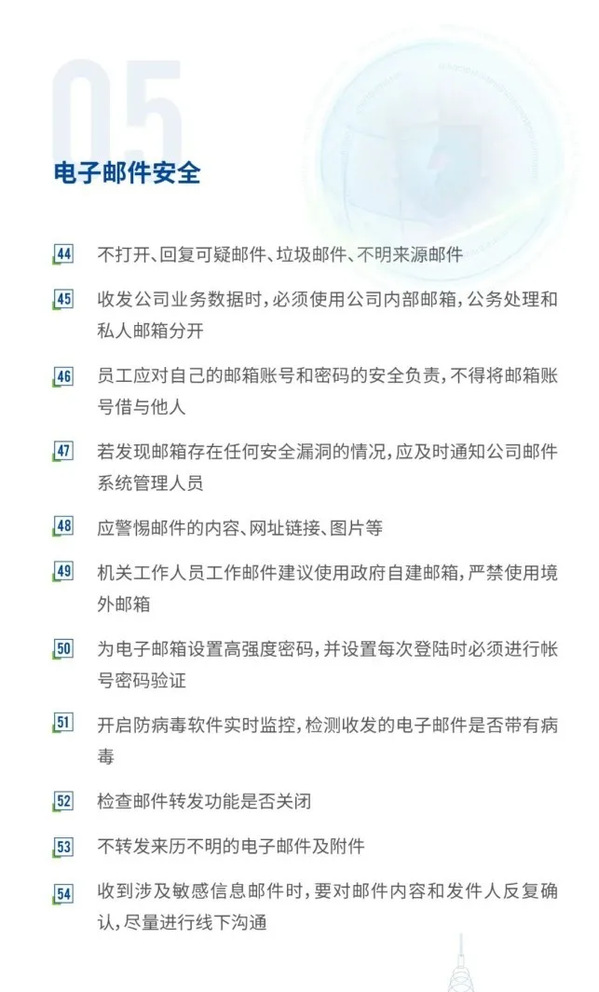 05
电子邮件安全
44 不打开、回复可疑邮件、垃圾邮件、不明来源邮件
45 收发公司业务数据时，必须使用公司内部邮箱，公务处理和
私人邮箱分开
46 员工应对自己的邮箱账号和密码的安全负责，不得将邮箱账
号借与他人
47 若发现邮箱存在任何安全漏洞的情况，应及时通知公司邮件
系统管理人员
48 应警惕邮件的内容、网址链接、图片等
49 机关工作人员工作邮件建议使用政府自建邮箱，严禁使用境
外邮箱
50 为电子邮箱设置高强度密码，并设置每次登陆时必须进行帐
号密码验证
51 开启防病毒软件实时监控，检测收发的电子邮件是否带有病
毒
52 检查邮件转发功能是否关闭
53 不转发来历不明的电子邮件及附件
54 收到涉及敏感信息邮件时，要对邮件内容和发件人反复确
认，尽量进行线下沟通